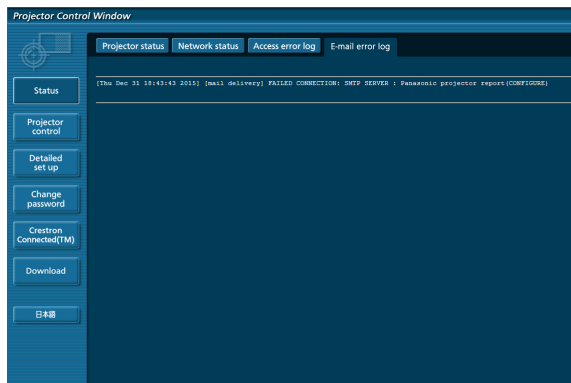 Projector Control Window
Projector status
Network status
Access error log
E-mail error log
[Thu Dec 31 18:43:43 2015] [mail delivery] FAILED CONNECTION: SMTP SERVER : Panasonic projector report(CONFIGURE)
Status
Projector
control
Detailed
set up
Change
password
Crestron
Connected(TM)
Download
日本語